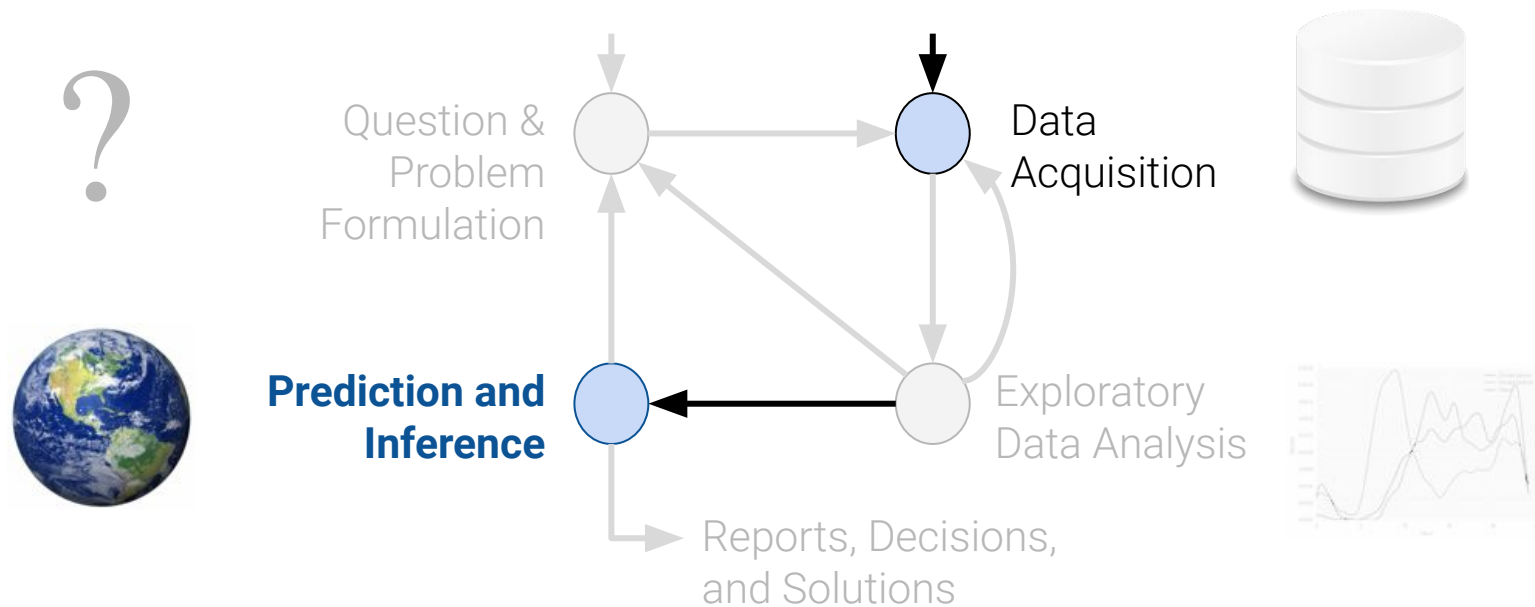 ?
Question &
Problem
Formulation
Data
Acquisition
Prediction and
Inference
Exploratory
Data Analysis
Reports, Decisions,
and Solutions